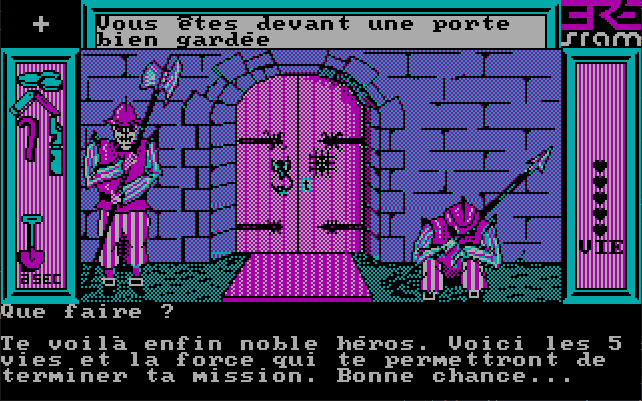 Vous êtes devant une porte
bien gardée
ERE
sram
t
VIE
Que faire ?
Te voilà enfin noble héros. Voici les 5
vies et la force qui te permettront de
terminer ta mission. Bonne chance...